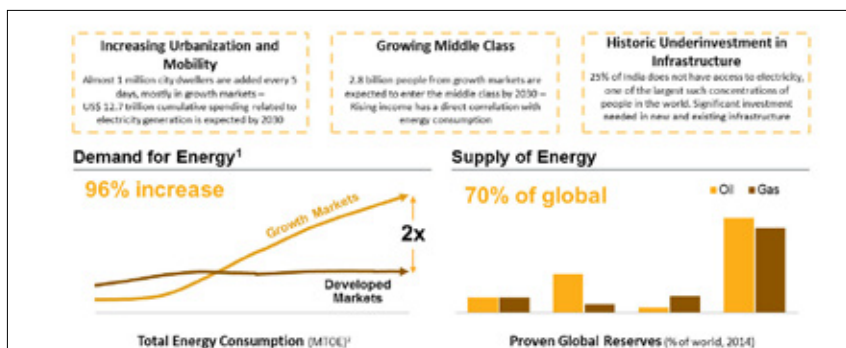 Increasing Urbanization and
Mobility
Almost 1 million city dwellers are added every 5
days, mostly in growth markets –
US$ 12.7 trillion cumulative spending related to
electricity generation is expected by 2030
Growing Middle Class
2.8 billion people from growth markets are
expected to enter the middle class by 2030 –
Rising income has a direct correlation with
energy consumption
Historic Underinvestment in
Infrastructure
25% of India does not have access to electricity,
one of the largest such concentrations of
people in the world. Significant investment
needed in new and existing infrastructure
Demand for Energy¹
96% increase
Growth Markets
2x
Developed
Markets
Total Energy Consumption (MTOE)²
Supply of Energy
70% of global
Oil Gas
Proven Global Reserves (% of world, 2014)